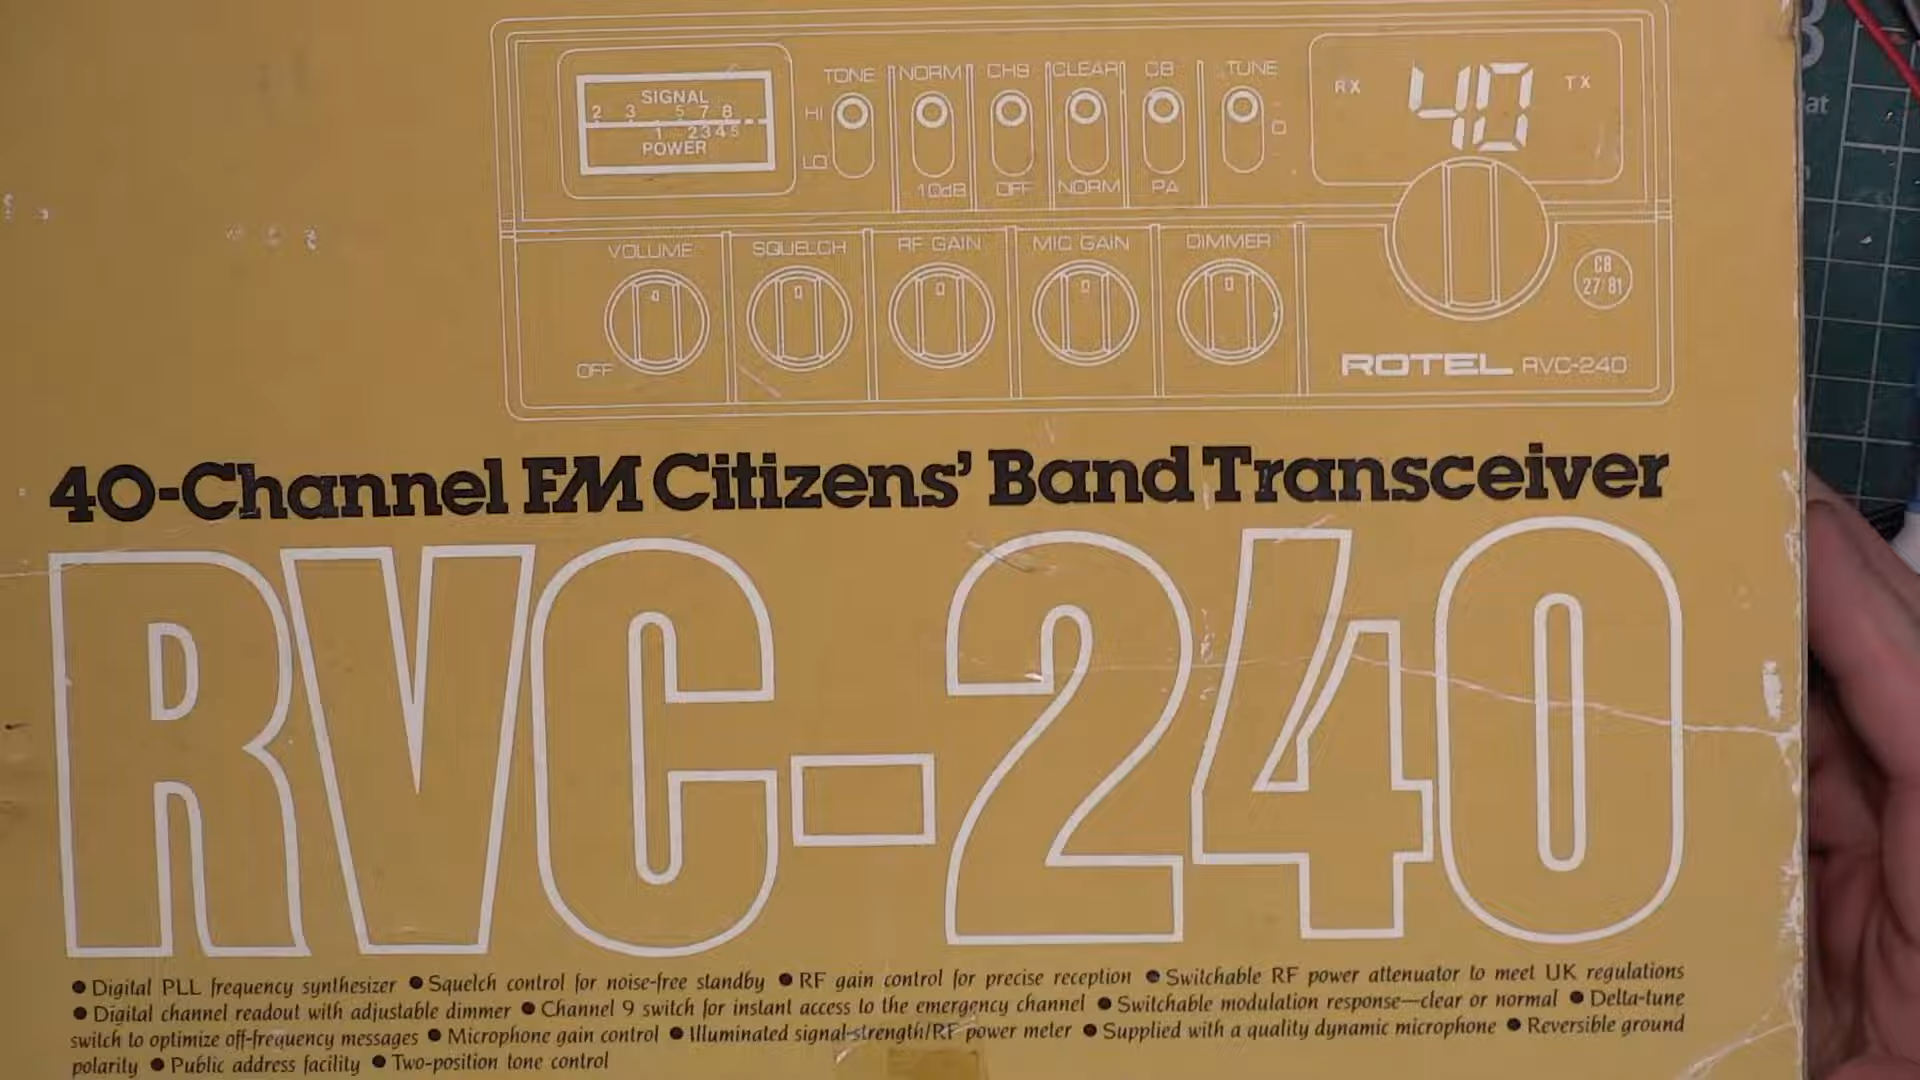 SIGNAL
2 3 5 7 8
1 2 3 4 5
POWER
TONE NORM CH9 CLEAR CB TUNE
HI
LO
10dB OFF NORM PA
RX 40 TX
VOLUME SQUELCH RF GAIN MIC GAIN DIMMER
OFF
CB
27/81
ROTEL RVC-240
40-Channel FM Citizens' Band Transceiver
RVC-240
● Digital PLL frequency synthesizer ● Squelch control for noise-free standby ● RF gain control for precise reception ● Switchable RF power attenuator to meet UK regulations
● Digital channel readout with adjustable dimmer ● Channel 9 switch for instant access to the emergency channel ● Switchable modulation response—clear or normal ● Delta-tune
switch to optimize off-frequency messages ● Microphone gain control ● Illuminated signal-strength/RF power meter ● Supplied with a quality dynamic microphone ● Reversible ground
polarity ● Public address facility ● Two-position tone control